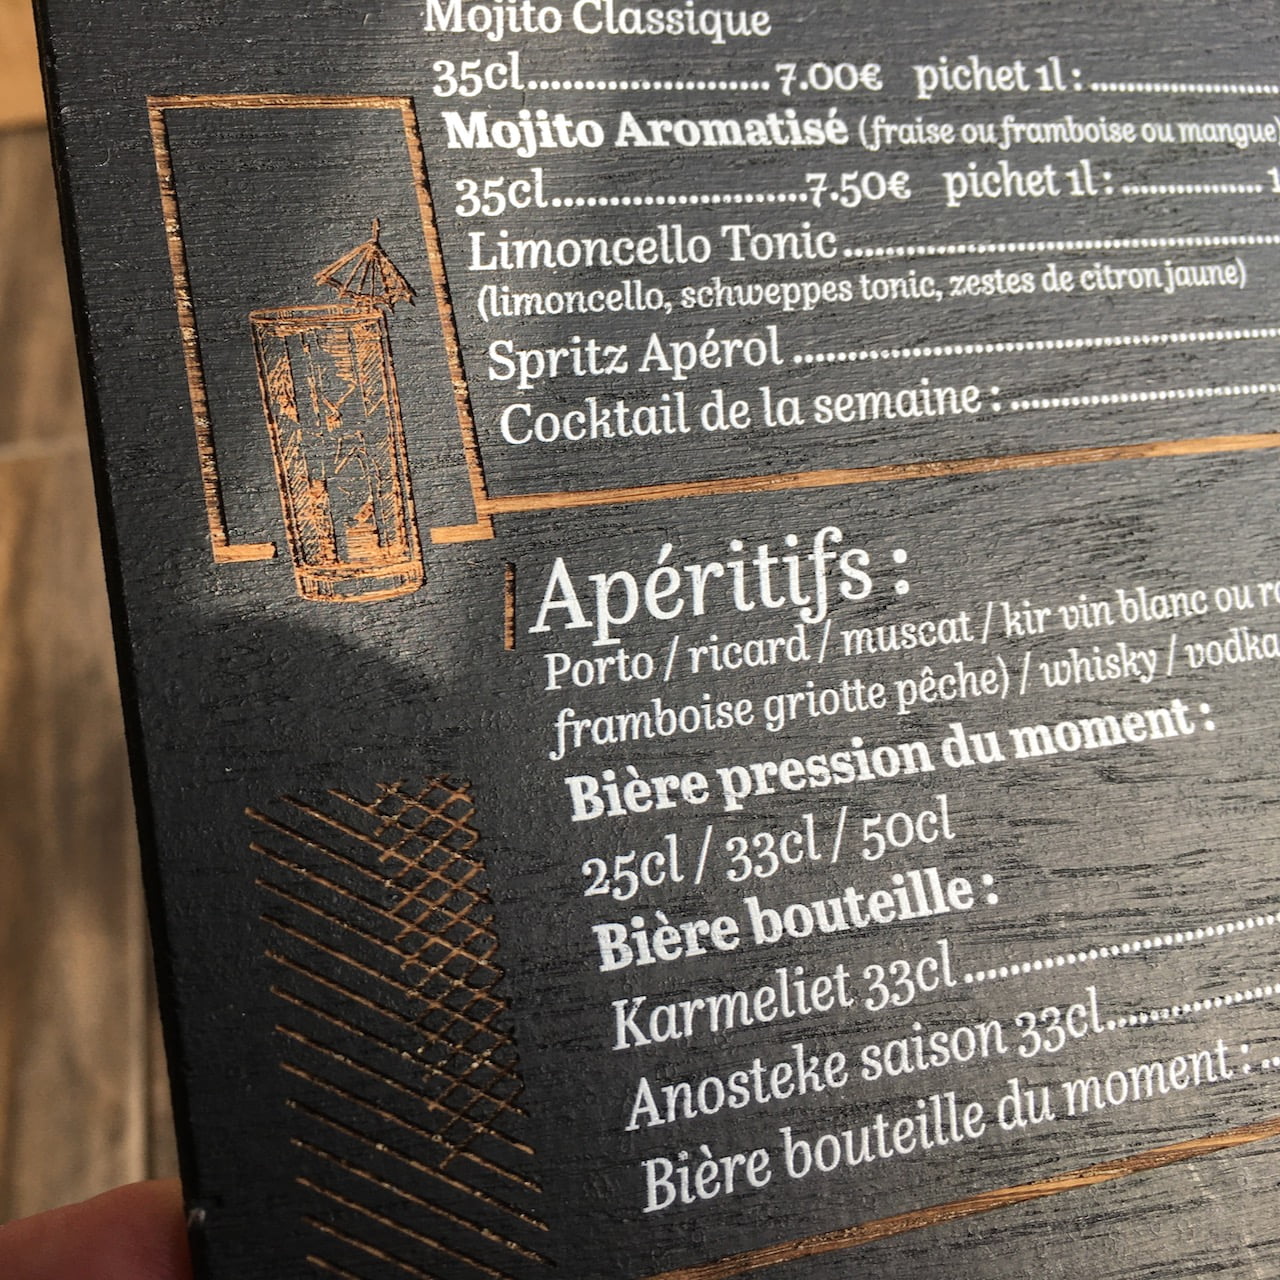 Mojito Classique
35cl........................ 7.00€ pichet 1l : ......................
Mojito Aromatisé (fraise ou framboise ou mangue)
35cl.........................7.50€ pichet 1l : ............... 1
Limoncello Tonic ..............................................
(limoncello, schweppes tonic, zestes de citron jaune)
Spritz Apérol ....................................................
Cocktail de la semaine : ..............................
Apéritifs :
Porto / ricard / muscat / kir vin blanc ou
framboise griotte pêche) / whisky / vodka
Bière pression du moment :
25cl / 33cl / 50cl
Bière bouteille :
Karmeliet 33cl ..................................
Anosteke saison 33cl...................
Bière bouteille du moment : ..